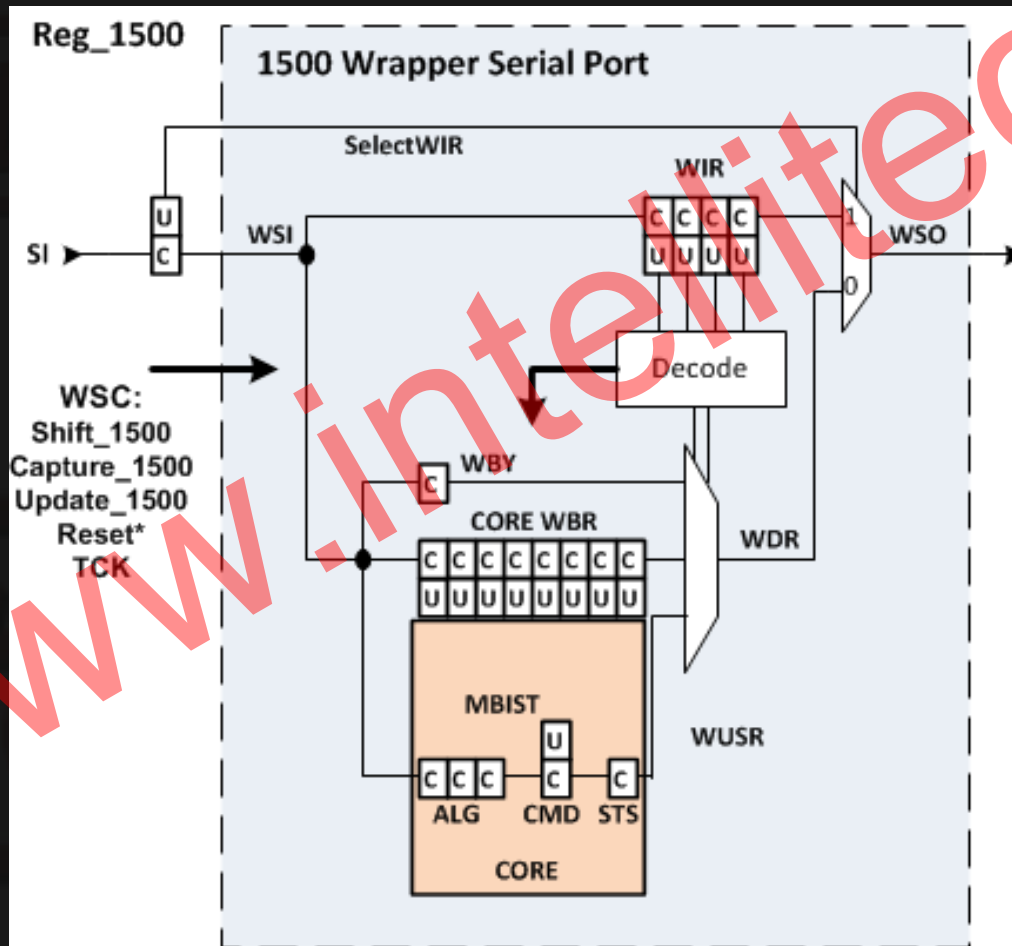 Reg_1500
1500 Wrapper Serial Port
SelectWIR
WIR
U
C
SI
WSI
C C C C
U U U U
1
0
WSO
Decode
WSC:
Shift_1500
Capture_1500
Update_1500
Reset*
TCK
WBY
C
CORE WBR
C C C C C C C C
U U U U U U U U
WDR
MBIST
U
WUSR
C C C
C
C
ALG
CMD
STS
CORE
www.intellitec